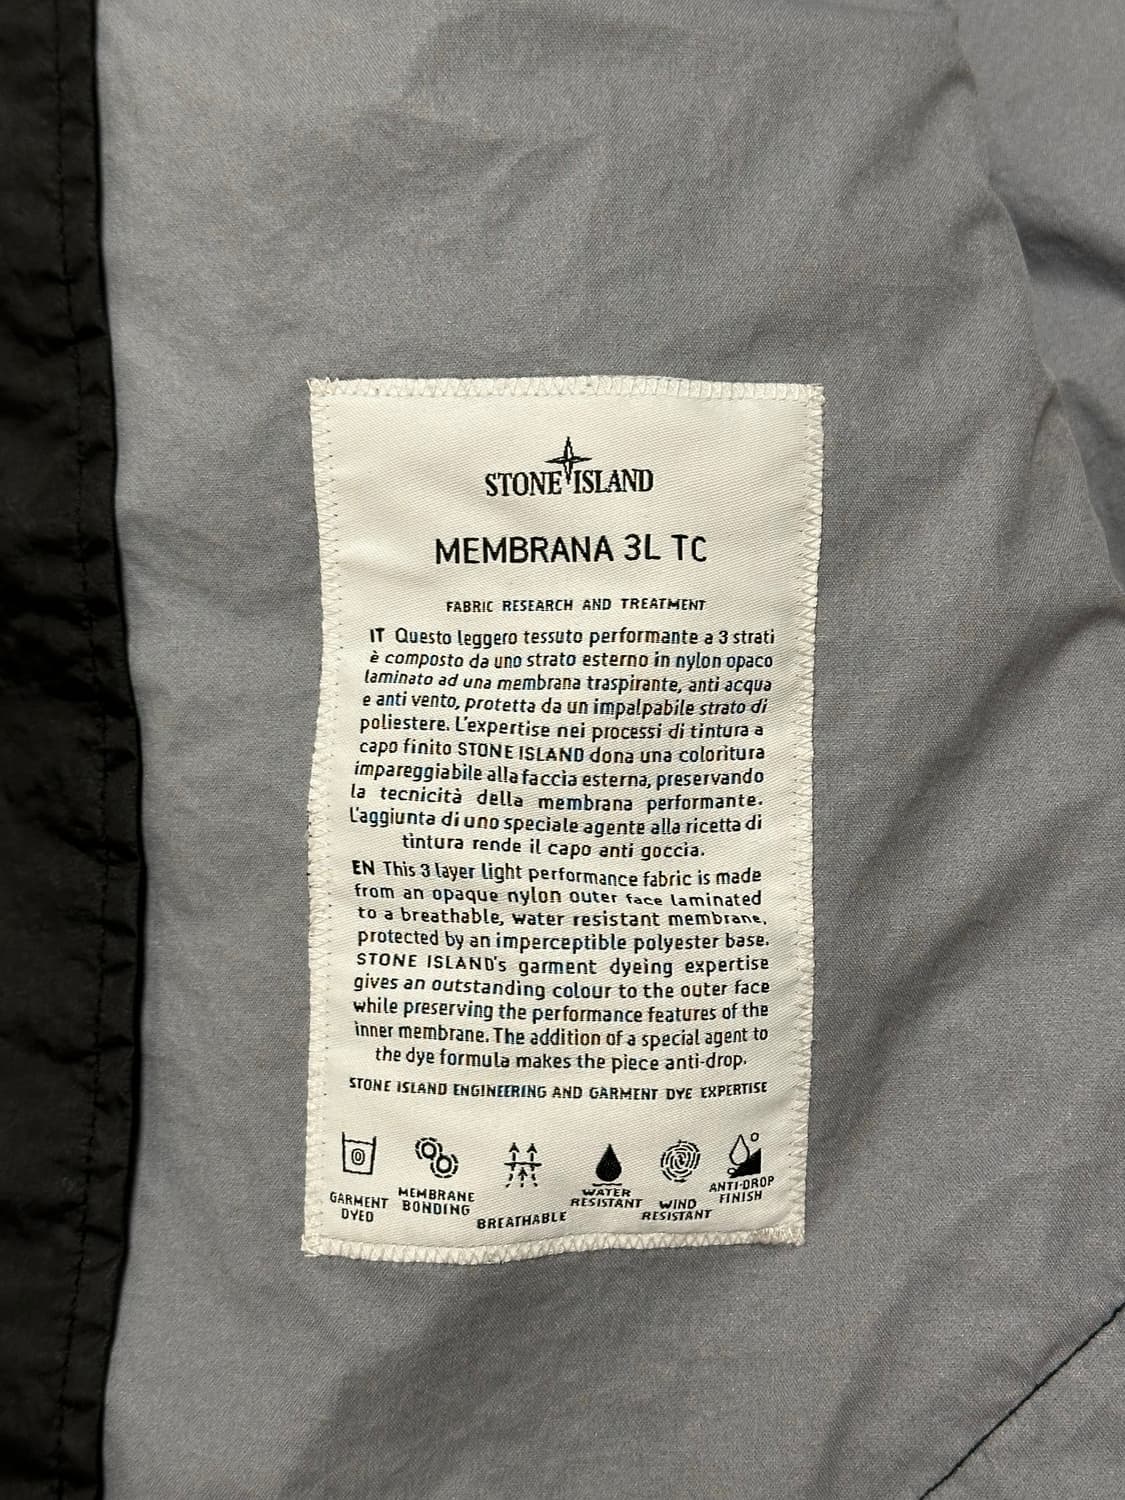 STONE ISLAND
MEMBRANA 3L TC
FABRIC RESEARCH AND TREATMENT
IT Questo leggero tessuto performante a 3 strati
è composto da uno strato esterno in nylon opaco
laminato ad una membrana traspirante, anti acqua
e anti vento, protetta da un impalpabile strato di
poliestere. L'expertise nei processi di tintura a
capo finito STONE ISLAND dona una coloritura
impareggiabile alla faccia esterna, preservando
la tecnicità della membrana performante.
L'aggiunta di uno speciale agente alla ricetta di
tintura rende il capo anti goccia.
EN This 3 layer light performance fabric is made
from an opaque nylon outer face laminated
to a breathable, water resistant membrane,
protected by an imperceptible polyester base.
STONE ISLAND's garment dyeing expertise
gives an outstanding colour to the outer face
while preserving the performance features of the
inner membrane. The addition of a special agent to
the dye formula makes the piece anti-drop.
STONE ISLAND ENGINEERING AND GARMENT DYE EXPERTISE
GARMENT
DYED
MEMBRANE
BONDING
BREATHABLE
WATER
RESISTANT
WIND
RESISTANT
ANTI-DROP
FINISH